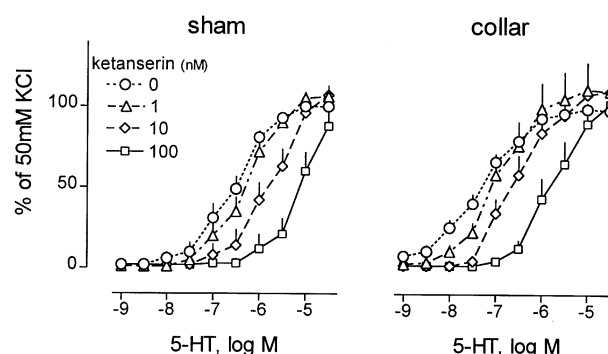 sham
collar
ketanserin (nM)
0
1
10
100
% of 50mM KCl
100
50
0
-9 -8 -7 -6 -5
-9 -8 -7 -6 -5
5-HT, log M
5-HT, log M